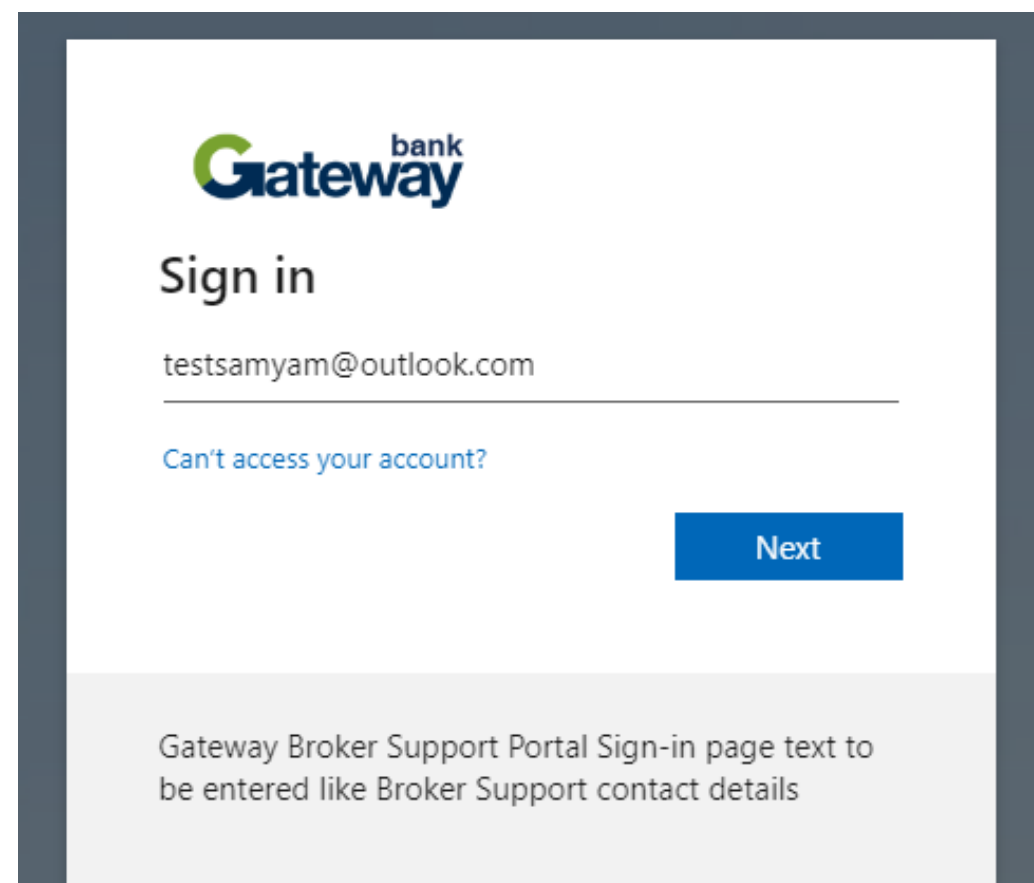 bank
Gateway
Sign in
testsamyam@outlook.com
Can't access your account?
Next
Gateway Broker Support Portal Sign-in page text to
be entered like Broker Support contact details